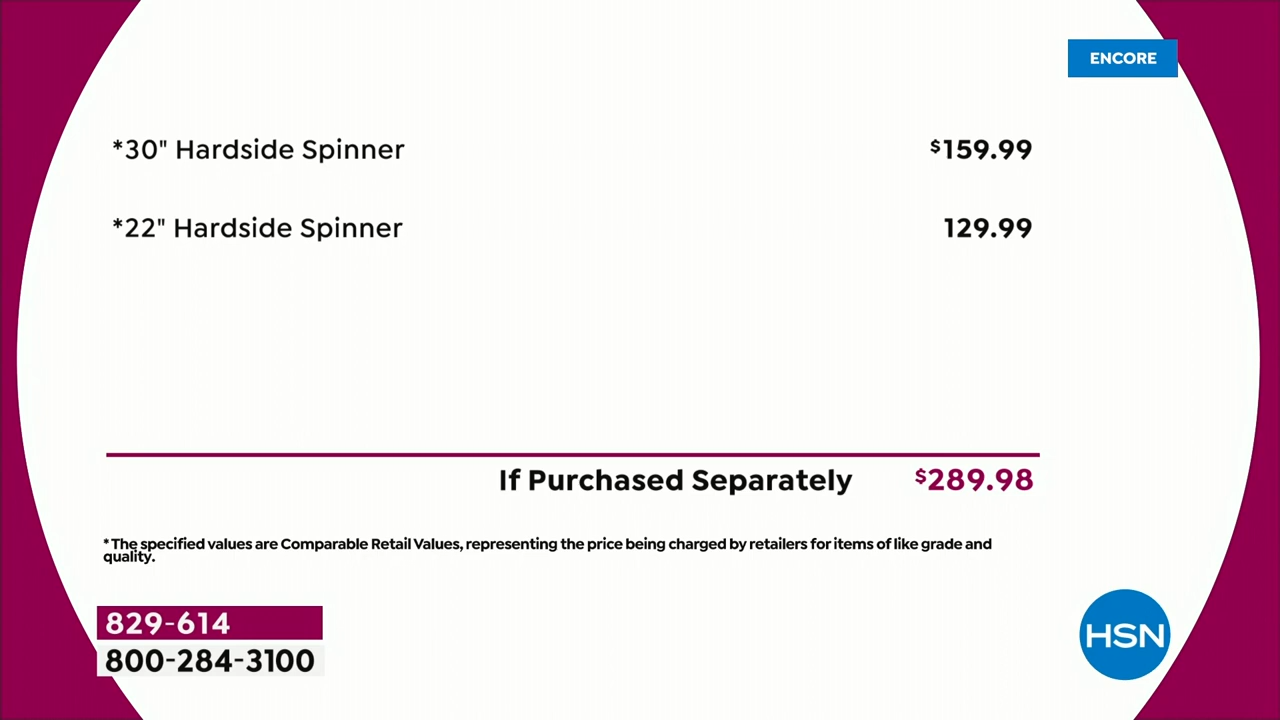 ENCORE
*30" Hardside Spinner $159.99
*22" Hardside Spinner 129.99
If Purchased Separately $289.98
*The specified values are Comparable Retail Values, representing the price being charged by retailers for items of like grade and
quality.
829-614
800-284-3100
HSN